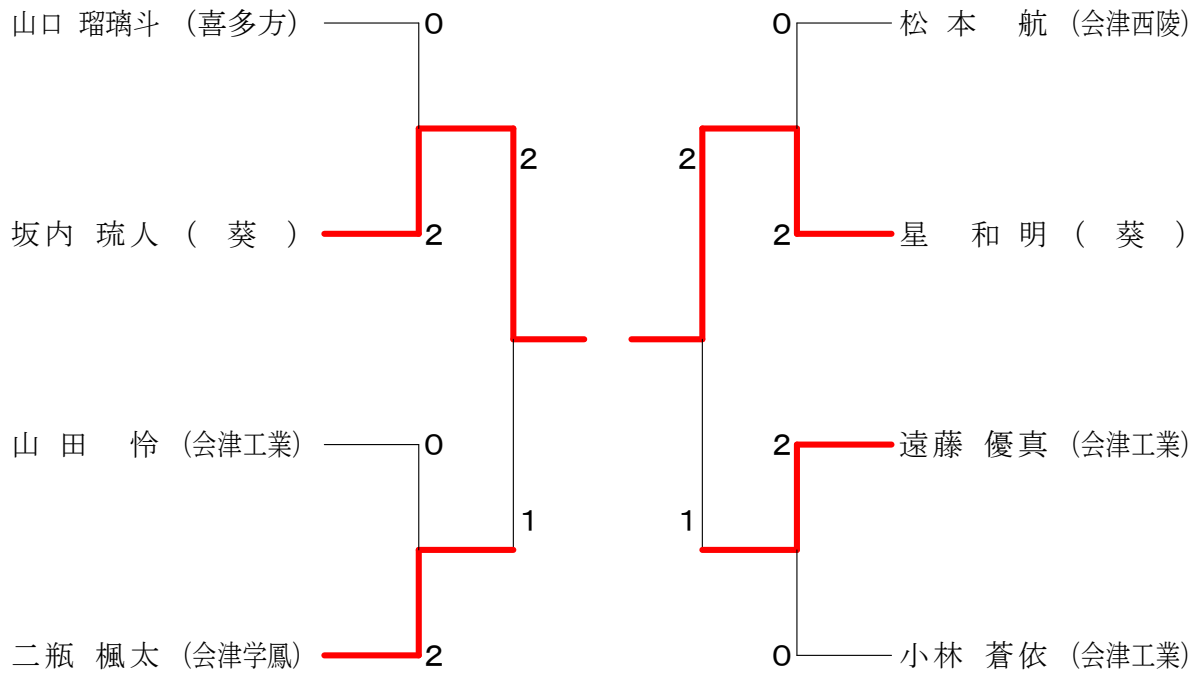 山口 瑠璃斗 (喜多方) 0
0 松本 航 (会津西陵)
2
2
坂内 琉人 (葵) 2
2 星 和明 (葵)
山田 怜 (会津工業) 0
2 遠藤 優真 (会津工業)
1
1
二瓶 楓太 (会津学鳳) 2
0 小林 蒼依 (会津工業)